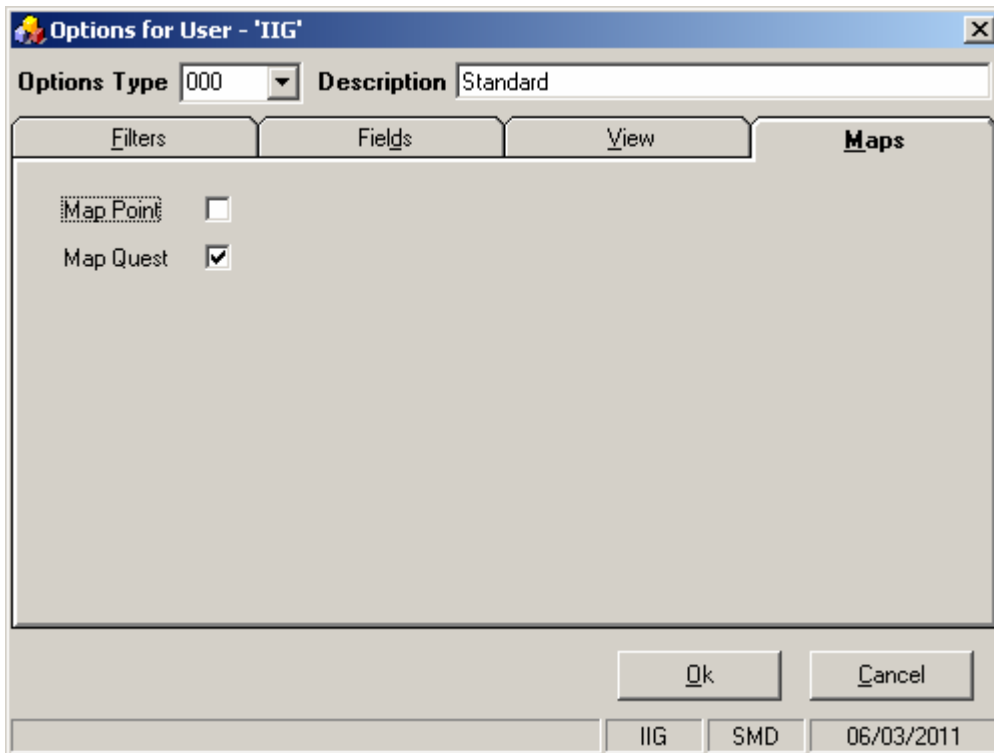 Options for User - 'IIG'
Options Type 000 Description Standard
Filters Fields View Maps
Map Point
Map Quest
Ok Cancel
IIG SMD 06/03/2011